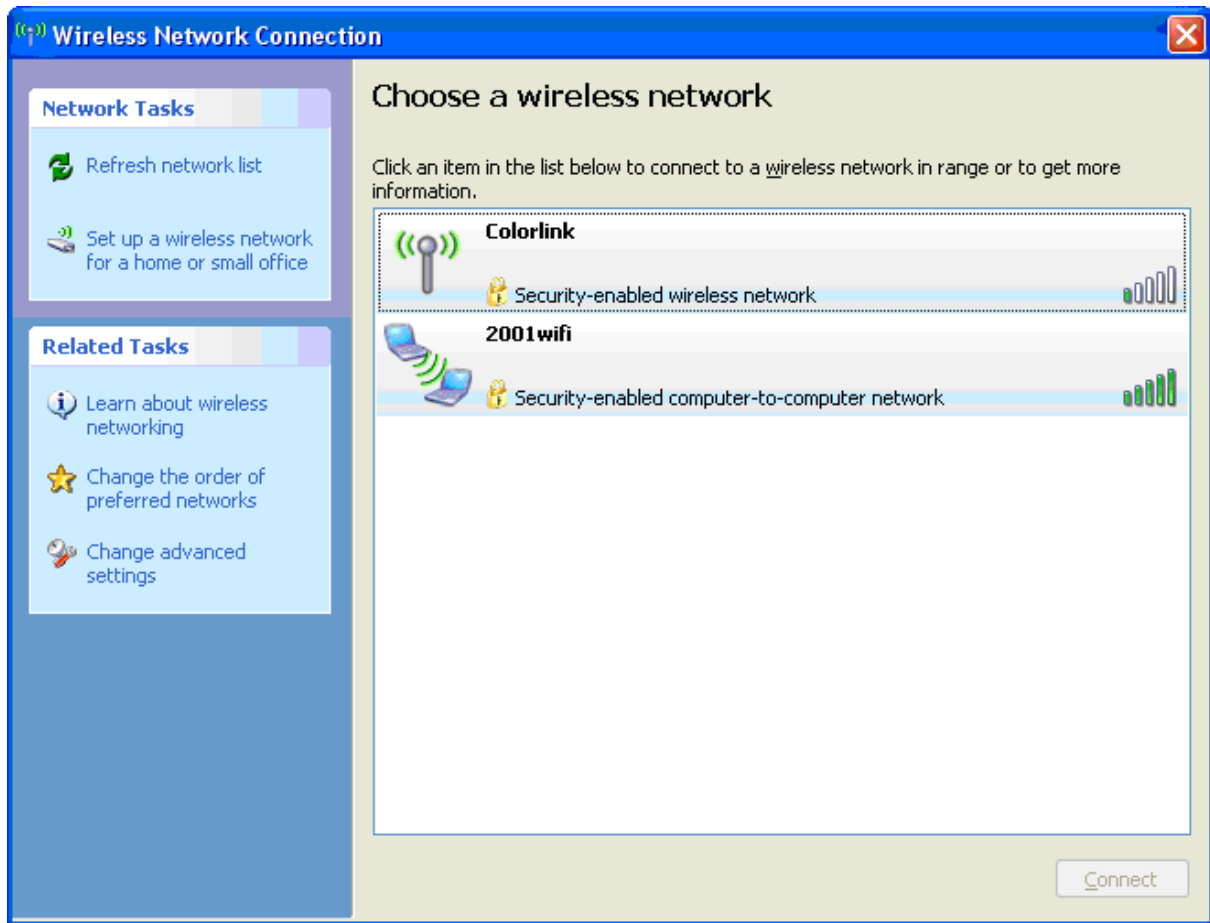 Wireless Network Connection
Network Tasks
Refresh network list
Set up a wireless network
for a home or small office
Related Tasks
Learn about wireless
networking
Change the order of
preferred networks
Change advanced
settings
Choose a wireless network
Click an item in the list below to connect to a wireless network in range or to get more
information.
Colorlink
Security-enabled wireless network
2001wifi
Security-enabled computer-to-computer network
Connect